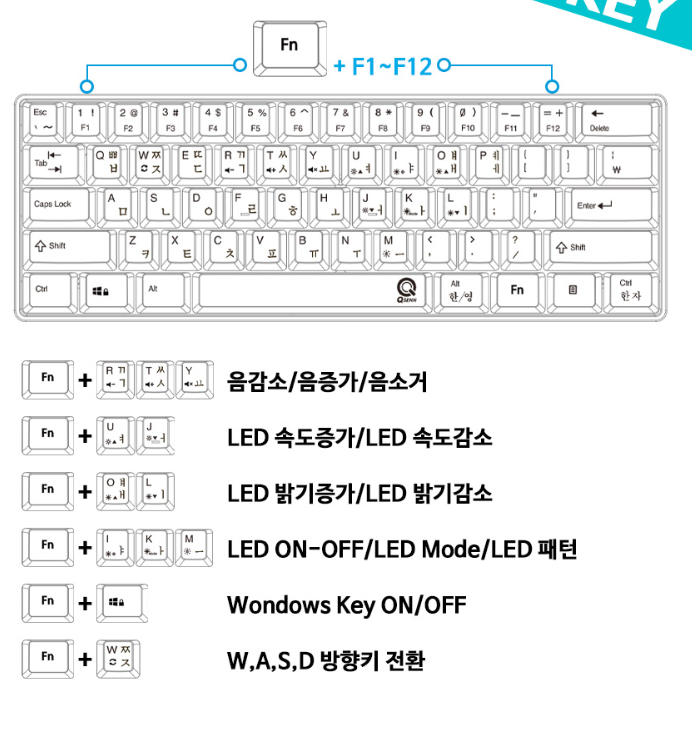 KEY
Fn
+ F1~F12
Esc ` ~ 1 ! F1 2 @ F2 3 # F3 4 $ F4 5 % F5 6 ^ F6 7 & F7 8 * F8 9 ( F9 0 ) F10 — – F11 = + F12 ← Delete
Tab Q ㅃ ㅂ W ㅉ ㅈ E ㄸ ㄷ R ㄲ ㄱ T ㅆ ㅅ Y ㅛ U ㅕ I ㅑ O ㅒ ㅐ P ㅖ ㅔ { [ } ] ¦ ₩
Caps Lock A ㅁ S ㄴ D ㅇ F ㄹ G ㅎ H ㅗ J ㅓ K ㅏ L ㅣ : ; " ' Enter
Shift Z ㅋ X ㅌ C ㅊ V ㅍ B ㅠ N ㅜ M ㅡ < , > . ? / Shift
Ctrl Alt QSENN Alt 한/영 Fn Ctrl 한자
Fn + R ㄲ ㄱ T ㅆ ㅅ Y ㅛ 음감소/음증가/음소거
Fn + U ㅕ J ㅓ LED 속도증가/LED 속도감소
Fn + O ㅒ ㅐ L ㅣ LED 밝기증가/LED 밝기감소
Fn + I ㅑ K ㅏ M ㅡ LED ON-OFF/LED Mode/LED 패턴
Fn + Wondows Key ON/OFF
Fn + W ㅉ ㅈ W,A,S,D 방향키 전환